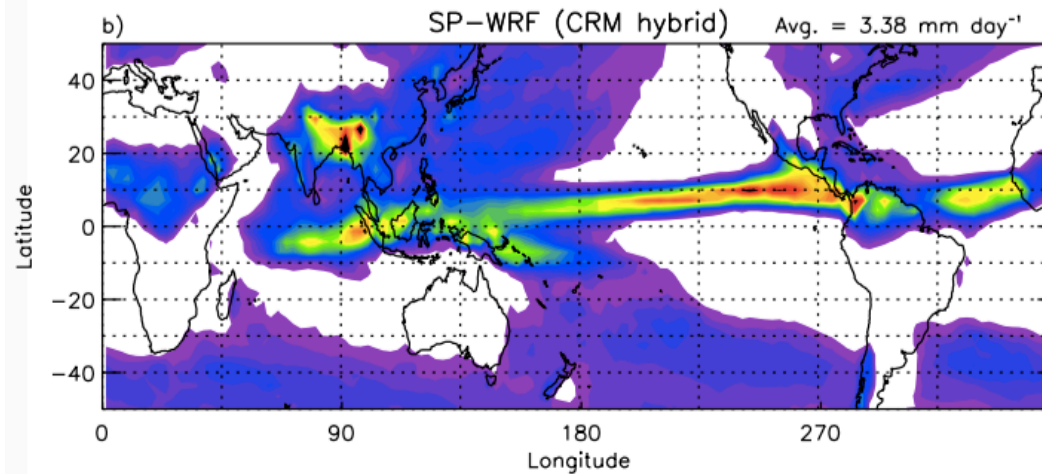 b) SP-WRF (CRM hybrid) Avg. = 3.38 mm day⁻¹
40
20
0
−20
−40
Latitude
0 90 180 270
Longitude